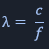 λ = c/f